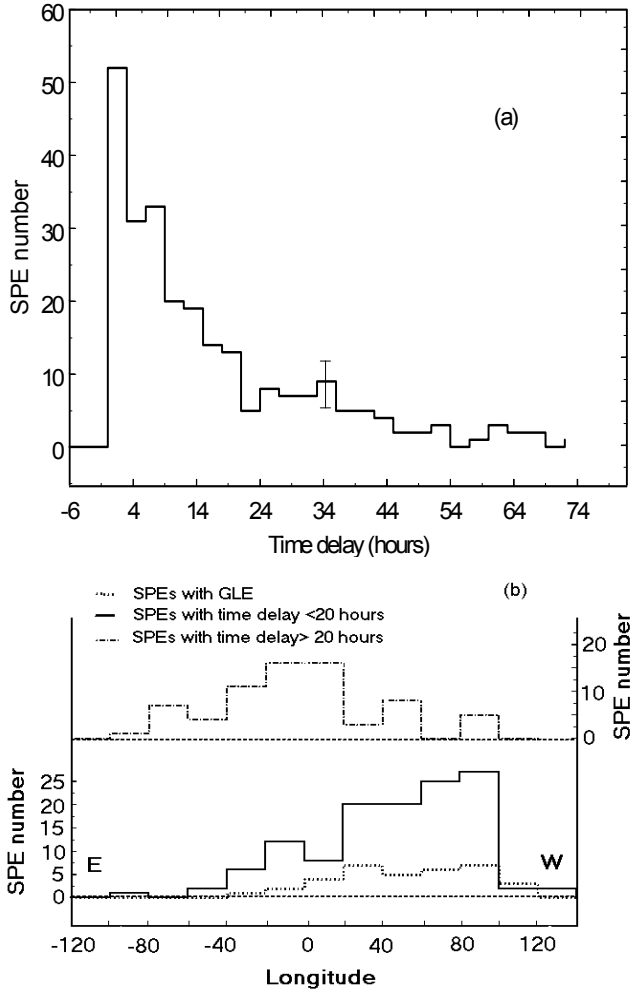 60
50
40
30
20
10
0
SPE number
(a)
-6 4 14 24 34 44 54 64 74
Time delay (hours)
(b)
SPEs with GLE
SPEs with time delay <20 hours
SPEs with time delay> 20 hours
20
10
0
SPE number
25
20
15
10
5
0
SPE number
E
W
-120 -80 -40 0 40 80 120
Longitude